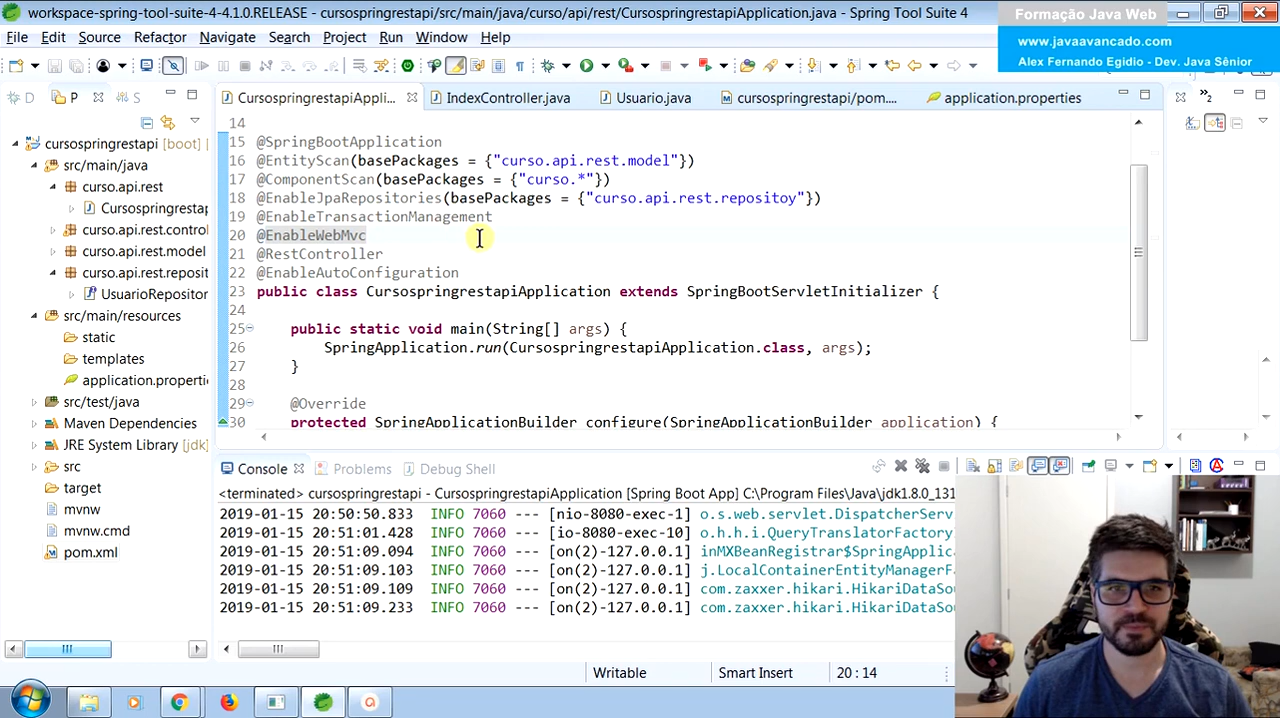 workspace-spring-tool-suite-4-4.1.0.RELEASE - cursospringrestapi/src/main/java/curso/api/rest/CursospringrestapiApplication.java - Spring Tool Suite 4
Formação Java Web
www.javaavancado.com
Alex Fernando Egidio - Dev. Java Sênior
File Edit Source Refactor Navigate Search Project Run Window Help
D P S
CursospringrestapiAppli... IndexController.java Usuario.java cursospringrestapi/pom.... application.properties
cursospringrestapi [boot]
src/main/java
curso.api.rest
Cursospringresta
curso.api.rest.contro
curso.api.rest.model
curso.api.rest.reposit
UsuarioRepositor
src/main/resources
static
templates
application.properti
src/test/java
Maven Dependencies
JRE System Library [jdk
src
target
mvnw
mvnw.cmd
pom.xml
14
15 @SpringBootApplication
16 @EntityScan(basePackages = {"curso.api.rest.model"})
17 @ComponentScan(basePackages = {"curso.*"})
18 @EnableJpaRepositories(basePackages = {"curso.api.rest.repositoy"})
19 @EnableTransactionManagement
20 @EnableWebMvc
21 @RestController
22 @EnableAutoConfiguration
23 public class CursospringrestapiApplication extends SpringBootServletInitializer {
24
25 public static void main(String[] args) {
26 SpringApplication.run(CursospringrestapiApplication.class, args);
27 }
28
29 @Override
30 protected SpringApplicationBuilder configure(SpringApplicationBuilder application) {
Console Problems Debug Shell
<terminated> cursospringrestapi - CursospringrestapiApplication [Spring Boot App] C:\Program Files\Java\jdk1.8.0_131
2019-01-15 20:50:50.833 INFO 7060 --- [nio-8080-exec-1] o.s.web.servlet.DispatcherServ
2019-01-15 20:51:01.428 INFO 7060 --- [io-8080-exec-10] o.h.h.i.QueryTranslatorFactory
2019-01-15 20:51:09.094 INFO 7060 --- [on(2)-127.0.0.1] inMXBeanRegistrar$SpringApplic
2019-01-15 20:51:09.103 INFO 7060 --- [on(2)-127.0.0.1] j.LocalContainerEntityManagerF
2019-01-15 20:51:09.109 INFO 7060 --- [on(2)-127.0.0.1] com.zaxxer.hikari.HikariDataSo
2019-01-15 20:51:09.233 INFO 7060 --- [on(2)-127.0.0.1] com.zaxxer.hikari.HikariDataSo
Writable Smart Insert 20 : 14